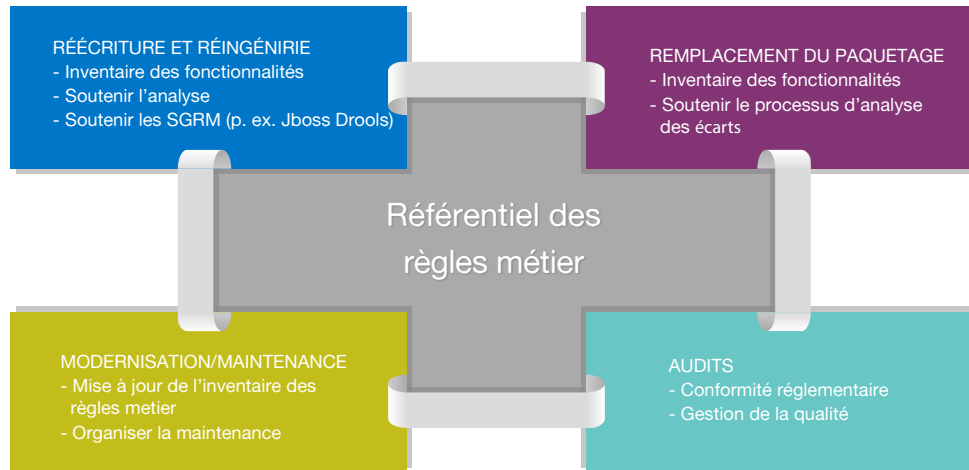 RÉÉCRITURE ET RÉINGÉNIRIE
- Inventaire des fonctionnalités
- Soutenir l'analyse
- Soutenir les SGRM (p. ex. Jboss Drools)
REMPLACEMENT DU PAQUETAGE
- Inventaire des fonctionnalités
- Soutenir le processus d'analyse
des écarts
Référentiel des
règles métier
MODERNISATION/MAINTENANCE
- Mise à jour de l'inventaire des
règles metier
- Organiser la maintenance
AUDITS
- Conformité réglementaire
- Gestion de la qualité